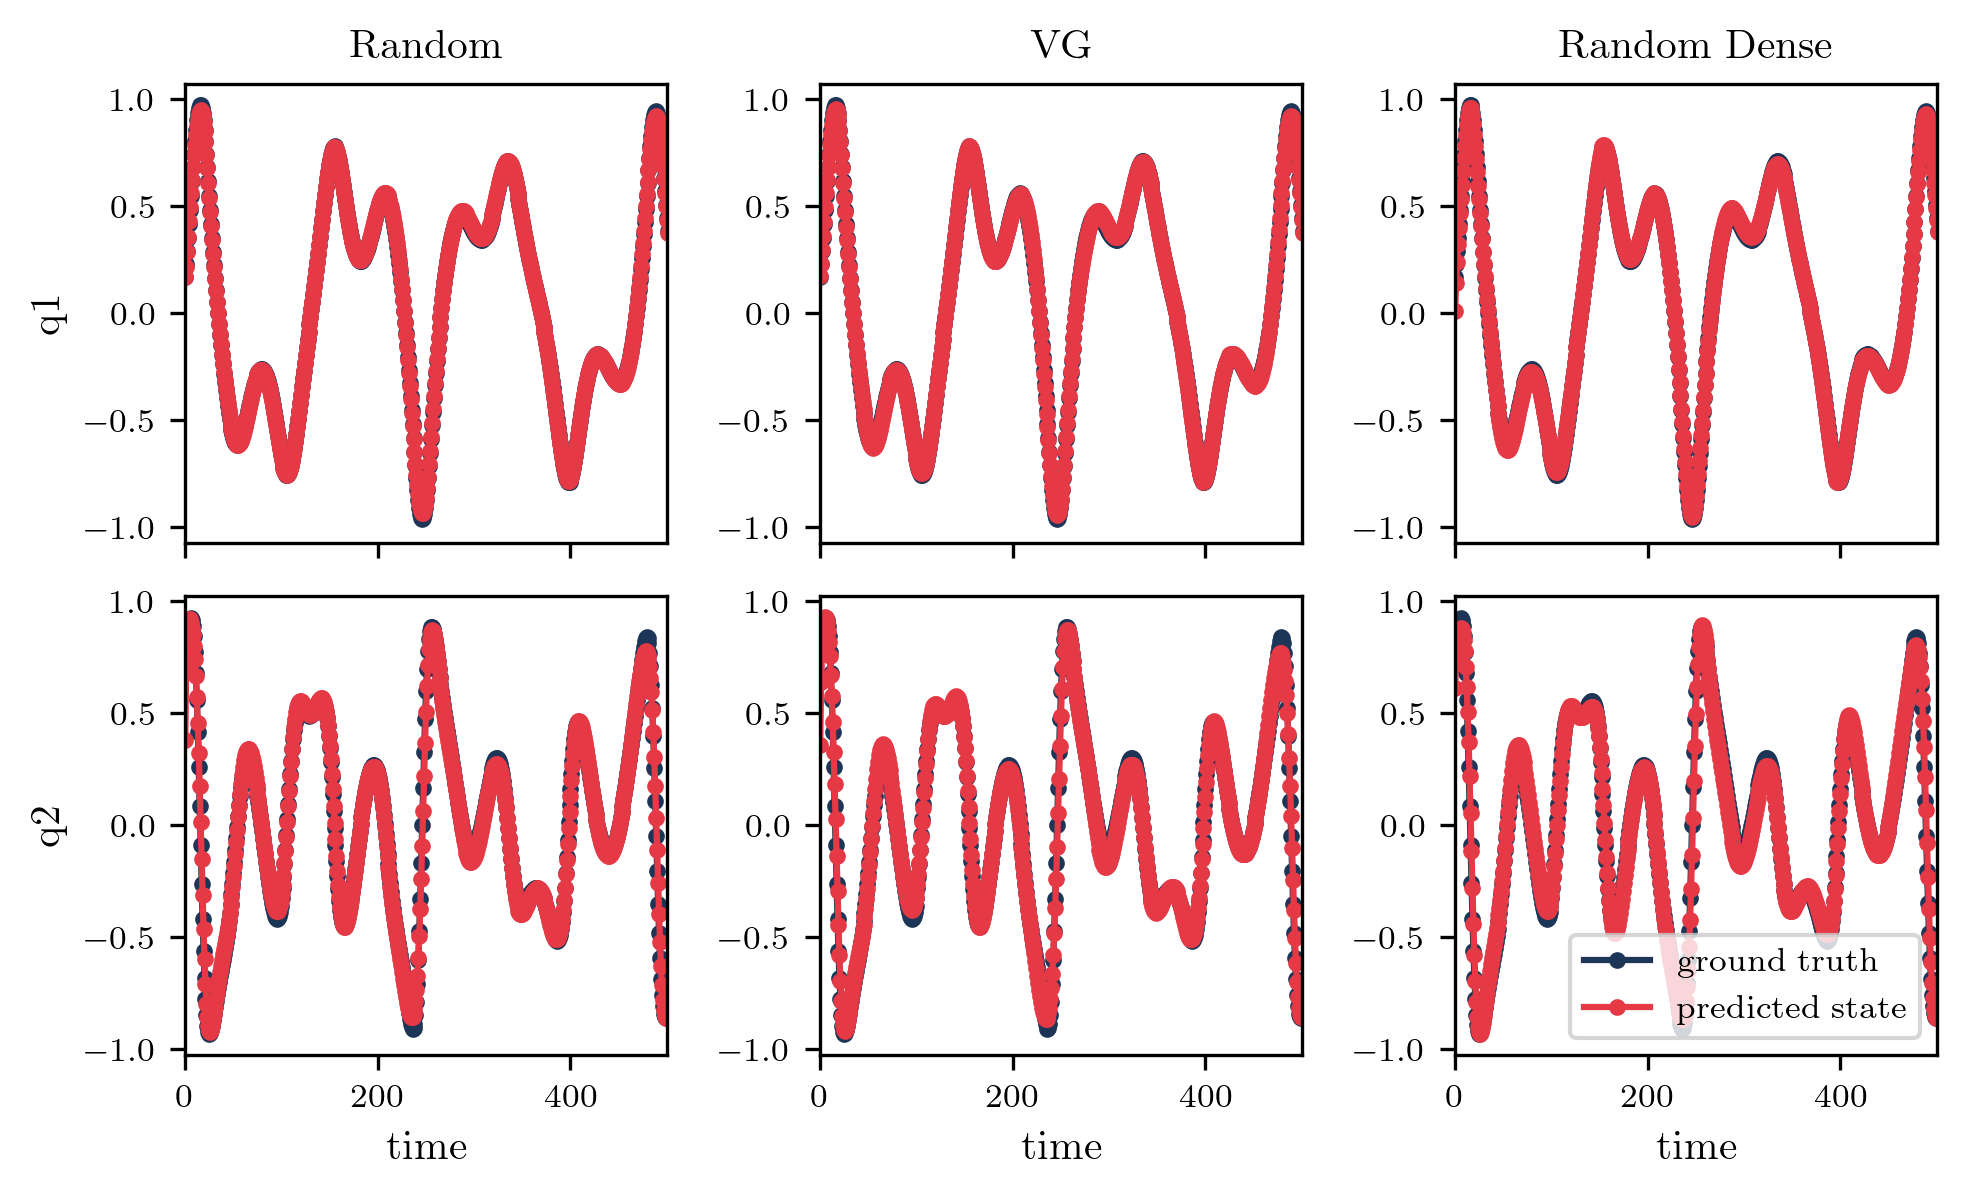 Random VG Random Dense
1.0 1.0 1.0
0.5 0.5 0.5
q1 0.0 0.0 0.0
−0.5 −0.5 −0.5
−1.0 −1.0 −1.0
1.0 1.0 1.0
0.5 0.5 0.5
q2 0.0 0.0 0.0
−0.5 −0.5 −0.5
ground truth
predicted state
−1.0 −1.0 −1.0
0 200 400 0 200 400 0 200 400
time time time